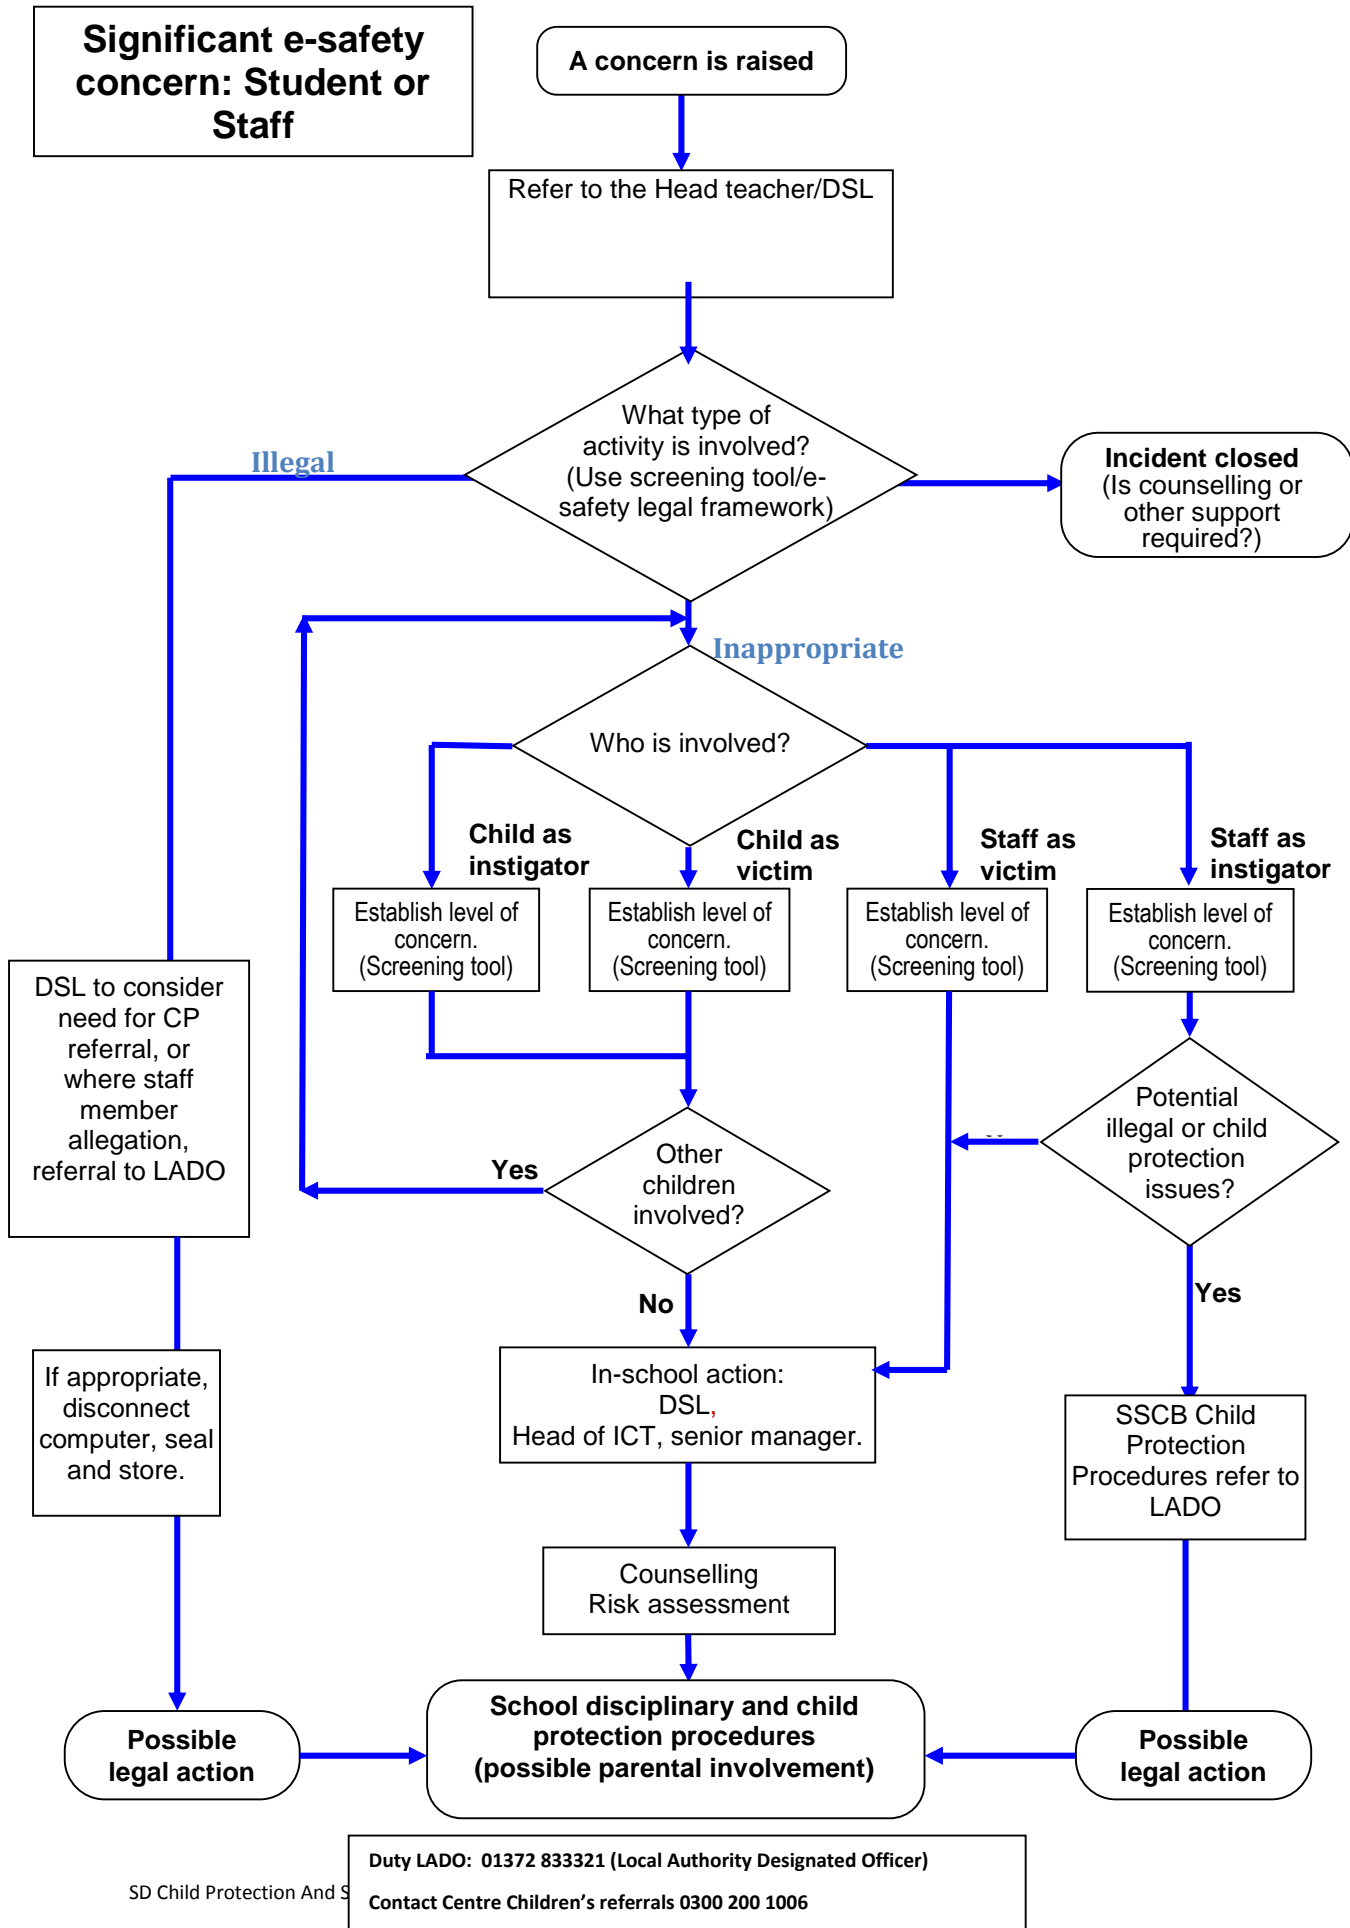 Significant e-safety
concern: Student or
Staff
A concern is raised
Refer to the Head teacher/DSL
What type of
activity is involved?
(Use screening tool/e-
safety legal framework)
Illegal
Incident closed
(Is counselling or
other support
required?)
Inappropriate
Who is involved?
Child as
instigator
Child as
victim
Staff as
victim
Staff as
instigator
Establish level of
concern.
(Screening tool)
Establish level of
concern.
(Screening tool)
Establish level of
concern.
(Screening tool)
Establish level of
concern.
(Screening tool)
DSL to consider
need for CP
referral, or
where staff
member
allegation,
referral to LADO
Potential
illegal or child
protection
issues?
Yes
Other
children
involved?
No
Yes
If appropriate,
disconnect
computer, seal
and store.
In-school action:
DSL,
Head of ICT, senior manager.
SSCB Child
Protection
Procedures refer to
LADO
Counselling
Risk assessment
Possible
legal action
School disciplinary and child
protection procedures
(possible parental involvement)
Possible
legal action
Duty LADO: 01372 833321 (Local Authority Designated Officer)
SD Child Protection And S
Contact Centre Children's referrals 0300 200 1006